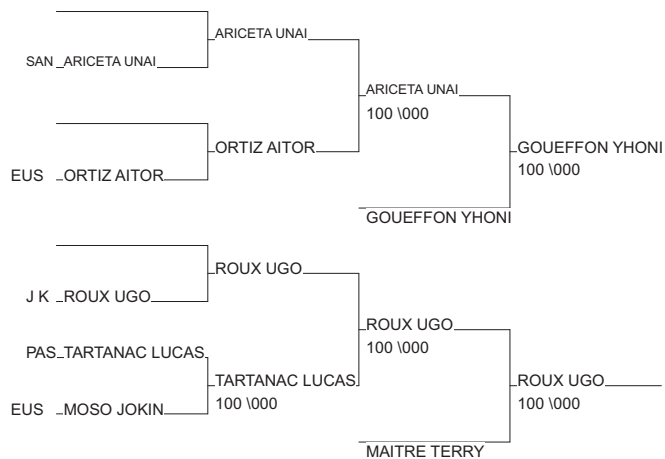 ARICETA UNAI
SAN ARICETA UNAI
ARICETA UNAI
100 \000
ORTIZ AITOR
GOUEFFON YHONI
100 \000
EUS ORTIZ AITOR
GOUEFFON YHONI
ROUX UGO
J K ROUX UGO
ROUX UGO
100 \000
PAS TARTANAC LUCAS
TARTANAC LUCAS
100 \000
ROUX UGO
100 \000
EUS MOSO JOKIN
MAITRE TERRY